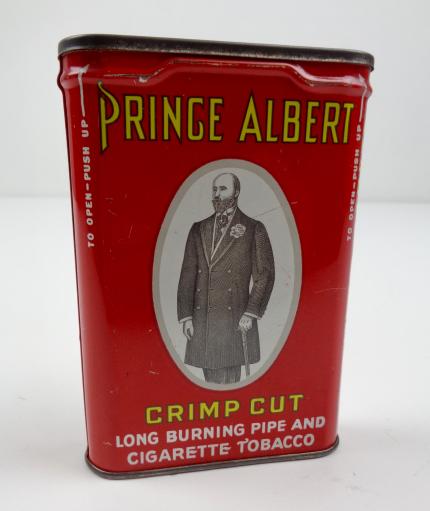 PRINCE ALBERT
TO OPEN-PUSH UP
TO OPEN-PUSH UP
CRIMP CUT
LONG BURNING PIPE AND
CIGARETTE TOBACCO